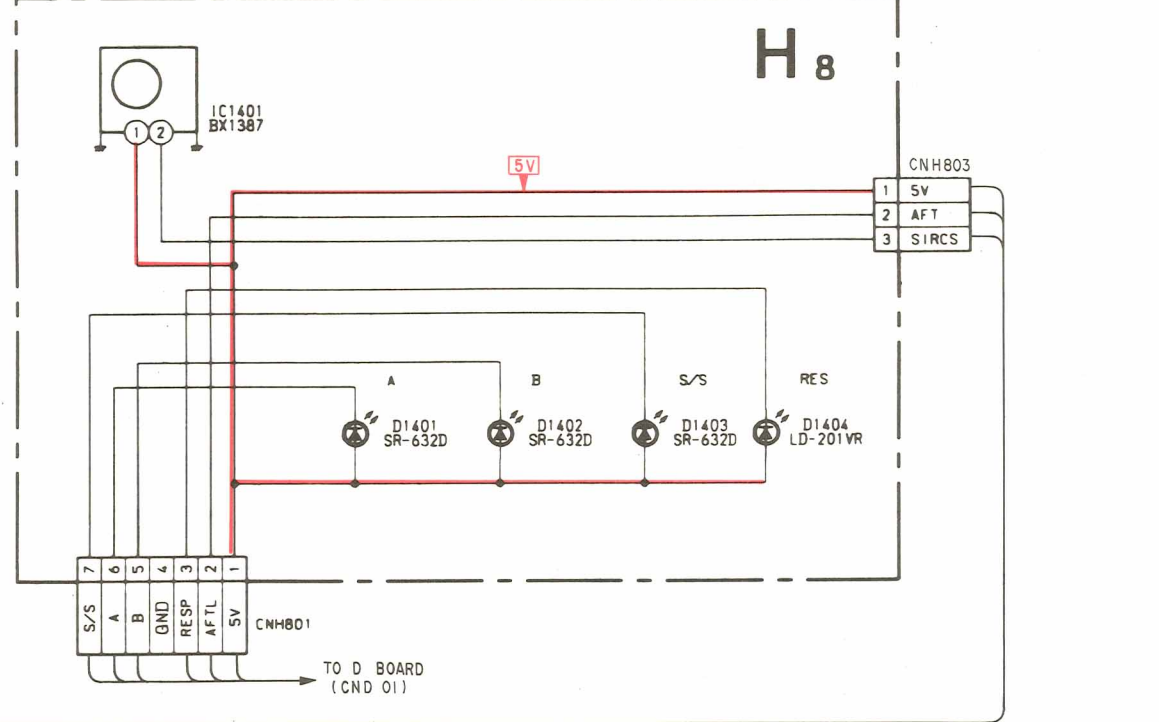 H 8
IC1401
BX1387
1 2
5V
CNH803
1 5V
2 AFT
3 SIRCS
A
B
S/S
RES
D1401
SR-632D
D1402
SR-632D
D1403
SR-632D
D1404
LD-201VR
7 6 5 4 3 2 1
S/S A B GND RESP AFTL 5V
CNH801
TO D BOARD
(CND 01)